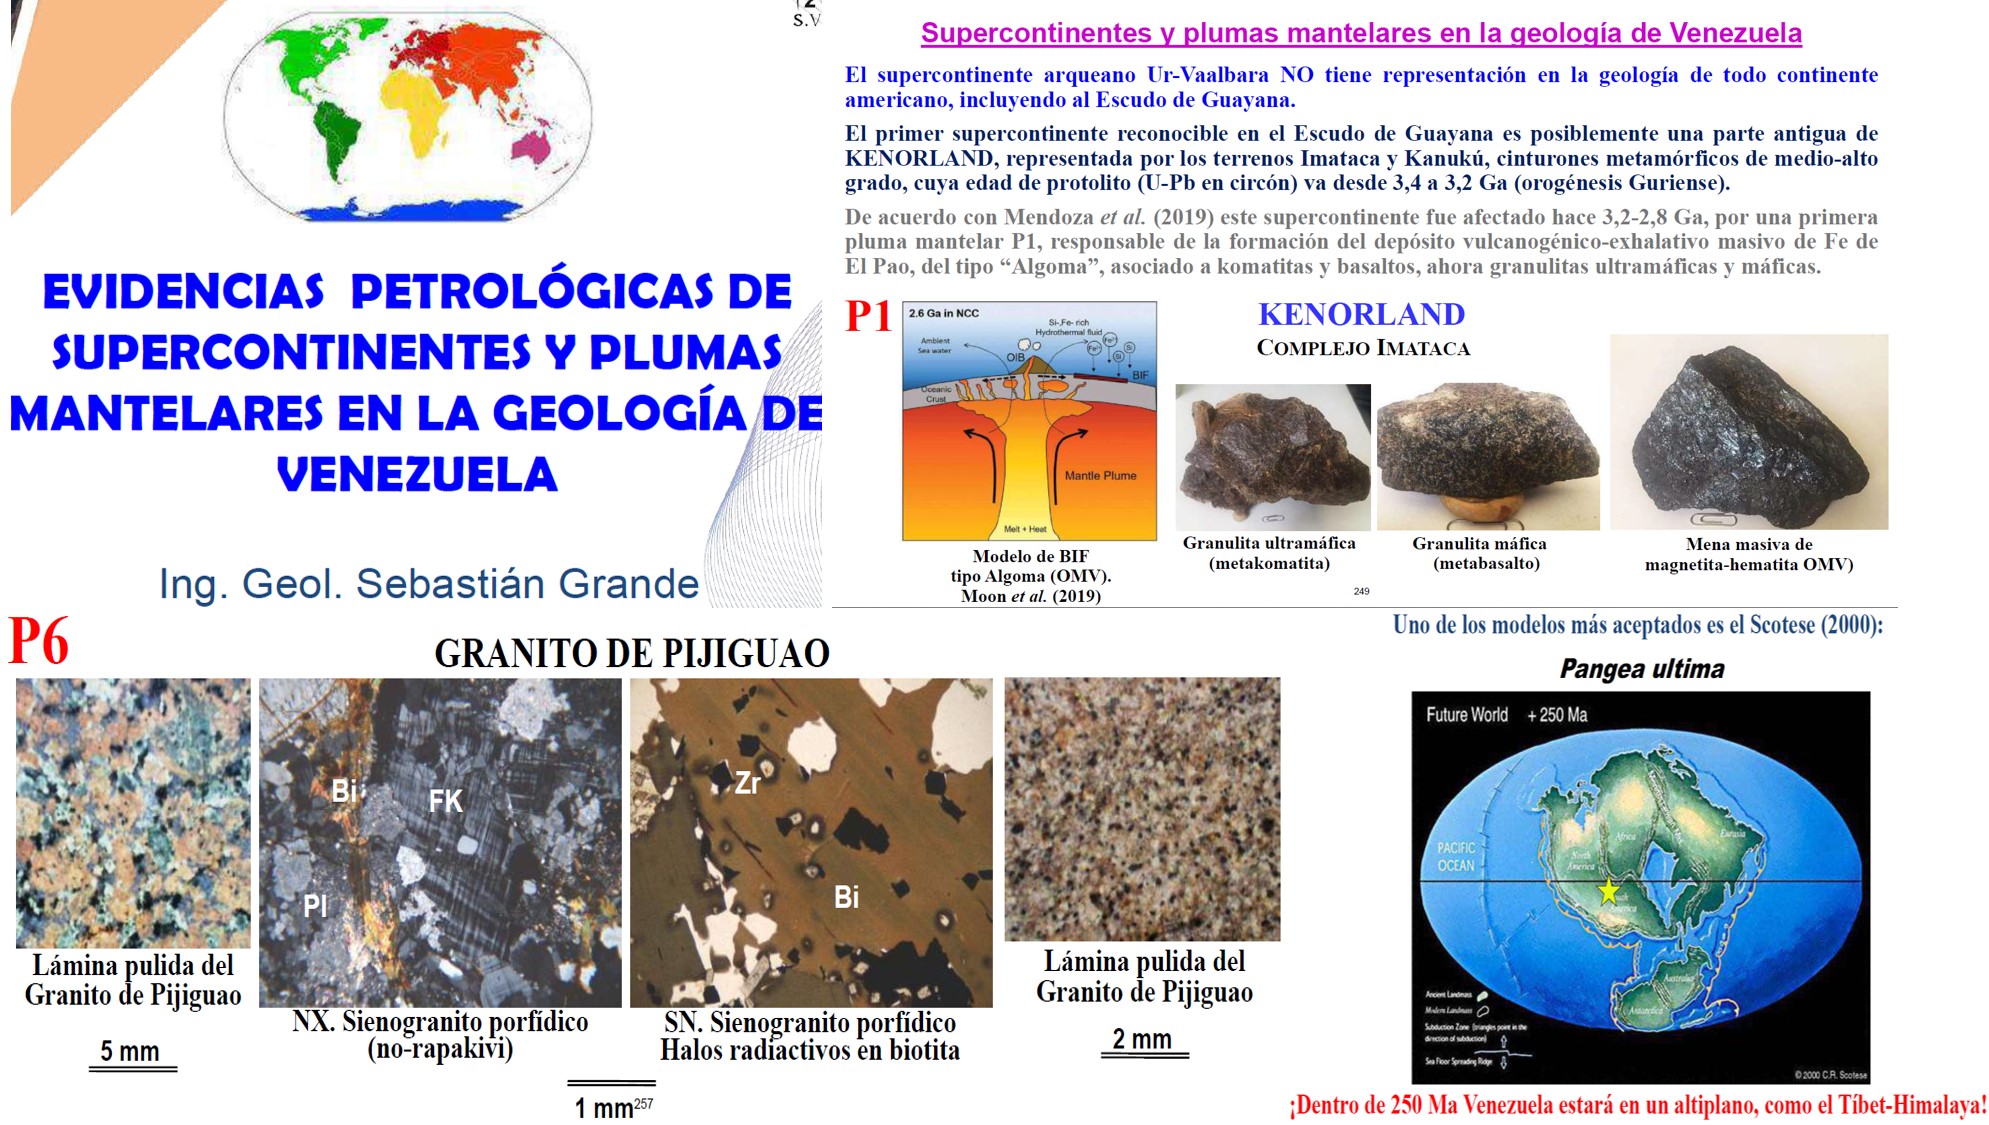 S.V
EVIDENCIAS PETROLÓGICAS DE
SUPERCONTINENTES Y PLUMAS
MANTELARES EN LA GEOLOGÍA DE
VENEZUELA
Ing. Geol. Sebastián Grande
Supercontinentes y plumas mantelares en la geología de Venezuela
El supercontinente arqueano Ur-Vaalbara NO tiene representación en la geología de todo continente
americano, incluyendo al Escudo de Guayana.
El primer supercontinente reconocible en el Escudo de Guayana es posiblemente una parte antigua de
KENORLAND, representada por los terrenos Imataca y Kanukú, cinturones metamórficos de medio-alto
grado, cuya edad de protolito (U-Pb en circón) va desde 3,4 a 3,2 Ga (orogénesis Guriense).
De acuerdo con Mendoza et al. (2019) este supercontinente fue afectado hace 3,2-2,8 Ga, por una primera
pluma mantelar P1, responsable de la formación del depósito vulcanogénico-exhalativo masivo de Fe de
El Pao, del tipo “Algoma”, asociado a komatitas y basaltos, ahora granulitas ultramáficas y máficas.
P1
2.6 Ga in NCC
Si-,Fe- rich
Hydrothermal fluid
Ambient
Sea water
OIB
Fe²⁺
Fe²⁺
Si
Si
BIF
Oceanic
Crust
Mantle Plume
Melt + Heat
Modelo de BIF
tipo Algoma (OMV).
Moon et al. (2019)
KENORLAND
COMPLEJO IMATACA
Granulita ultramáfica
(metakomatita)
Granulita máfica
(metabasalto)
Mena masiva de
magnetita-hematita OMV)
249
P6
GRANITO DE PIJIGUAO
Bi
FK
Pl
Zr
Bi
Lámina pulida del
Granito de Pijiguao
5 mm
NX. Sienogranito porfídico
(no-rapakivi)
SN. Sienogranito porfídico
Halos radiactivos en biotita
1 mm
257
Lámina pulida del
Granito de Pijiguao
2 mm
Uno de los modelos más aceptados es el Scotese (2000):
Pangea ultima
Future World + 250 Ma
PACIFIC
OCEAN
North
America
Africa
Eurasia
South
America
Australia
Antarctica
Ancient Landmass
Modern Landmass
Subduction Zone (triangles point in the
direction of subduction)
Sea Floor Spreading Ridge
© 2000 C.R. Scotese
¡Dentro de 250 Ma Venezuela estará en un altiplano, como el Tíbet-Himalaya!